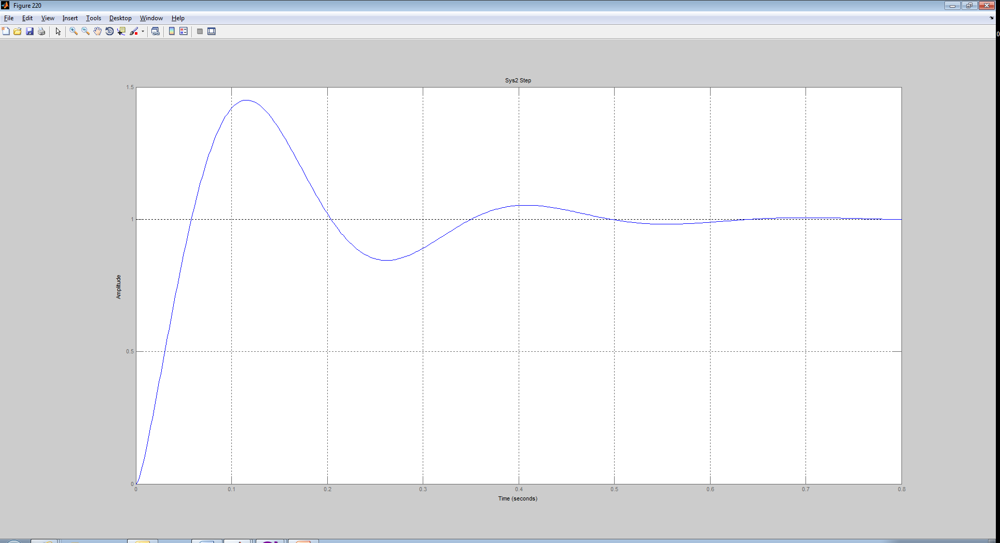 Figure 220
File Edit View Insert Tools Desktop Window Help
0
Sys2 Step
1.5
1
0.5
0
Amplitude
0 0.1 0.2 0.3 0.4 0.5 0.6 0.7 0.8
Time (seconds)